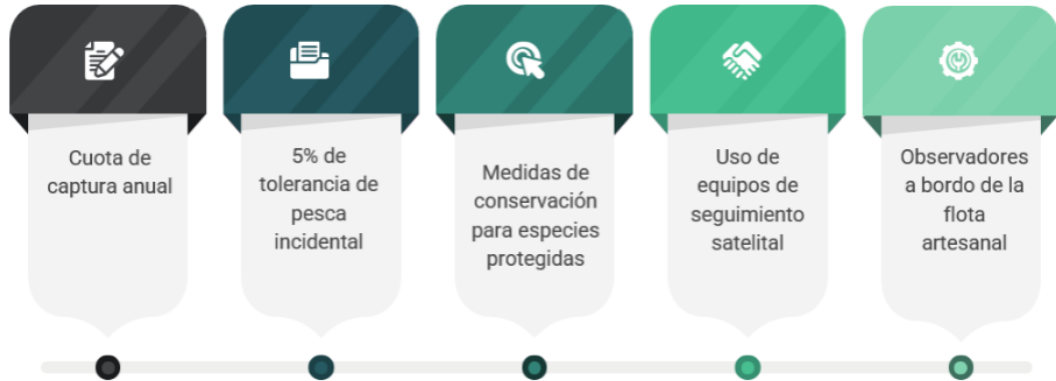 Cuota de
captura anual
5% de
tolerancia de
pesca
incidental
Medidas de
conservación
para especies
protegidas
Uso de
equipos de
seguimiento
satelital
Observadores
a bordo de la
flota
artesanal